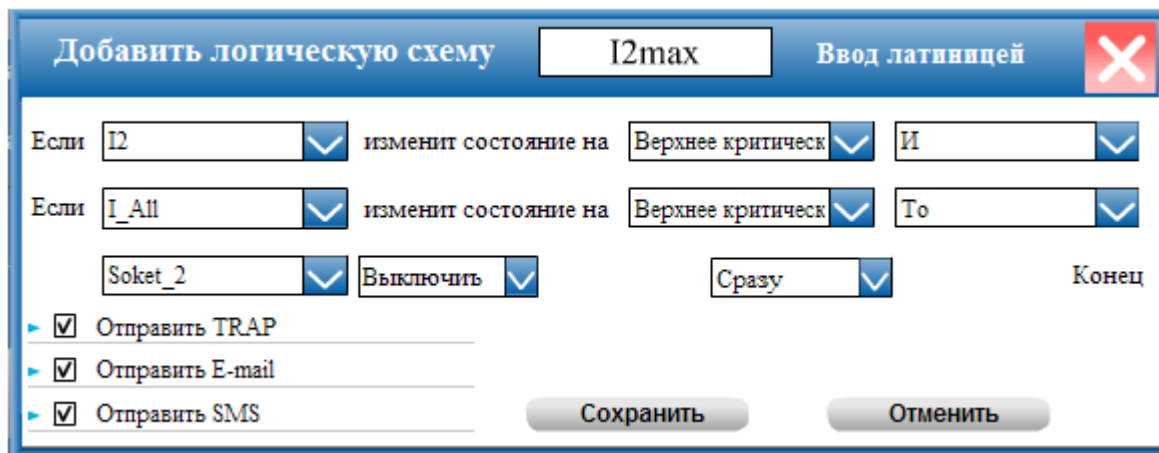 Добавить логическую схему I2max Ввод латиницей
Если I2 изменит состояние на Верхнее критическ И
Если I_All изменит состояние на Верхнее критическ То
Soket_2 Выключить Сразу Конец
Отправить TRAP
Отправить E-mail
Отправить SMS
Сохранить Отменить